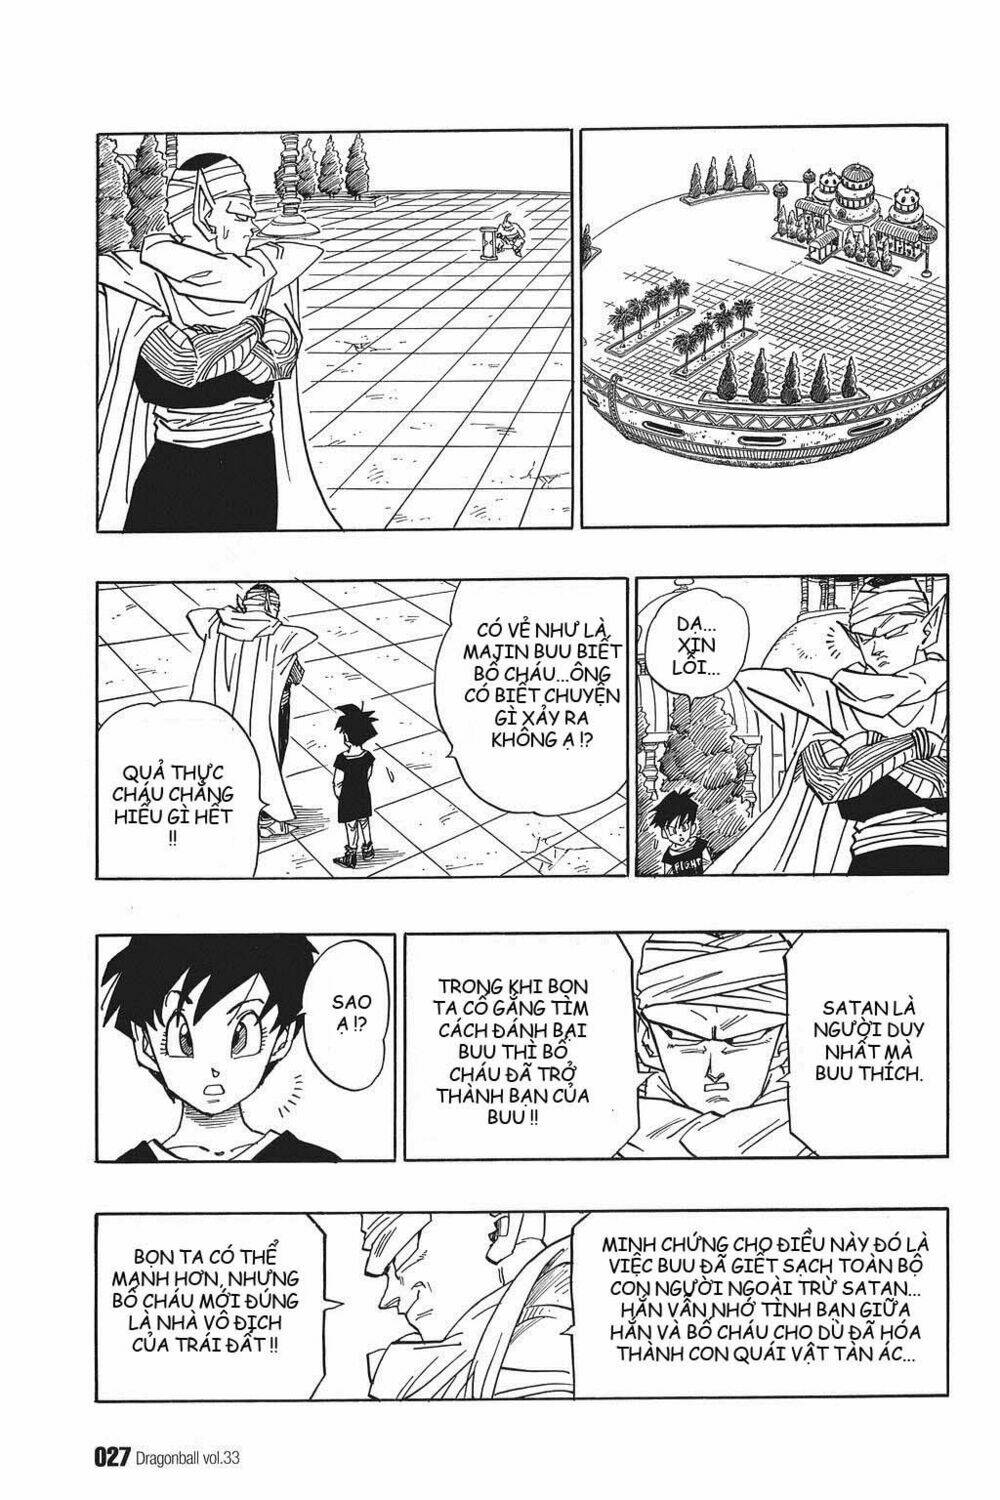 DẠ...
XIN
LỖI...
FIGHT
CÓ VẺ NHƯ LÀ
MAJIN BUU BIẾT
BỐ CHÁU...ÔNG
CÓ BIẾT CHUYỆN
GÌ XẢY RA
KHÔNG Ạ !?
QUẢ THỰC
CHÁU CHẲNG
HIỂU GÌ HẾT
!!
SATAN LÀ
NGƯỜI DUY
NHẤT MÀ
BUU THÍCH.
TRONG KHI BỌN
TA CỐ GẮNG TÌM
CÁCH ĐÁNH BẠI
BUU THÌ BỐ
CHÁU ĐÃ TRỞ
THÀNH BẠN CỦA
BUU !!
SAO
Ạ !?
MINH CHỨNG CHO ĐIỀU NÀY ĐÓ LÀ
VIỆC BUU ĐÃ GIẾT SẠCH TOÀN BỘ
CON NGƯỜI NGOÀI TRỪ SATAN...
HẮN VẪN NHỚ TÌNH BẠN GIỮA
HẮN VÀ BỐ CHÁU CHO DÙ ĐÃ HÓA
THÀNH CON QUÁI VẬT TÀN ÁC...
BỌN TA CÓ THỂ
MẠNH HƠN, NHƯNG
BỐ CHÁU MỚI ĐÚNG
LÀ NHÀ VÔ ĐỊCH
CỦA TRÁI ĐẤT !!
027 Dragonball vol.33